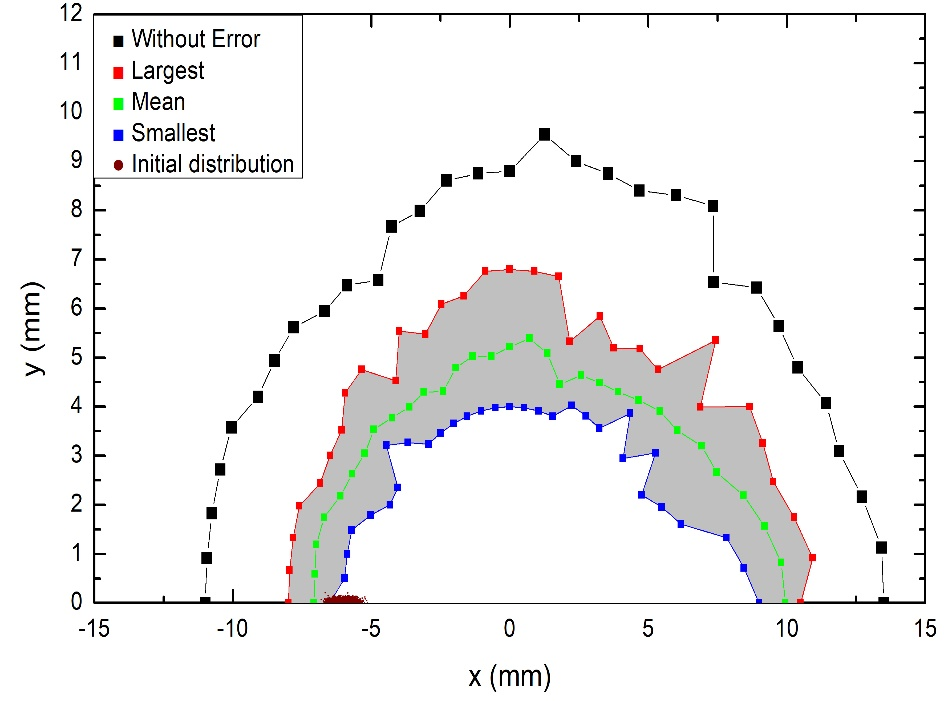 12
11
10
9
8
7
6
5
4
3
2
1
0
y (mm)
Without Error
Largest
Mean
Smallest
Initial distribution
-15 -10 -5 0 5 10 15
x (mm)